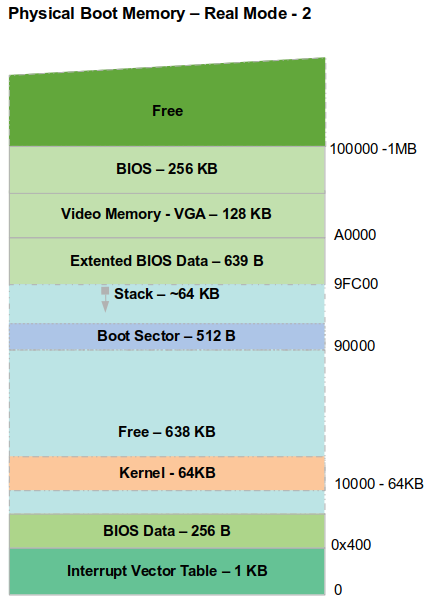 Physical Boot Memory – Real Mode - 2
Free
100000 -1MB
BIOS – 256 KB
Video Memory - VGA – 128 KB
A0000
Extented BIOS Data – 639 B
9FC00
Stack – ~64 KB
Boot Sector – 512 B
90000
Free – 638 KB
Kernel - 64KB
10000 - 64KB
BIOS Data – 256 B
0x400
Interrupt Vector Table – 1 KB
0